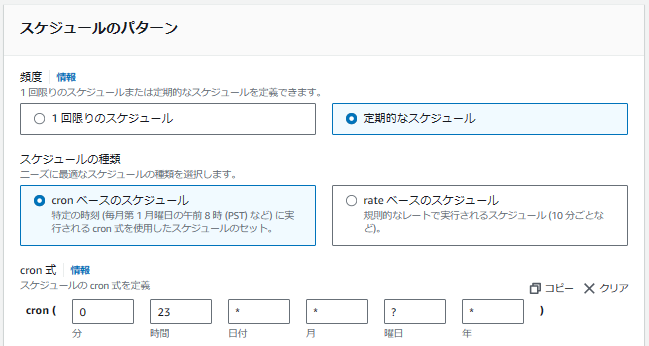 スケジュールのパターン
頻度 情報
1 回限りのスケジュールまたは定期的なスケジュールを定義できます。
1 回限りのスケジュール 定期的なスケジュール
スケジュールの種類
ニーズに最適なスケジュールの種類を選択します。
cron ベースのスケジュール
特定の時刻 (毎月第 1 月曜日の午前 8 時 (PST) など) に実
行される cron 式を使用したスケジュールのセット。
rate ベースのスケジュール
規則的なレートで実行されるスケジュール (10 分ごとな
ど)。
cron 式 情報
スケジュールの cron 式を定義
コピー クリア
cron ( 0 23 * * ? * )
分 時間 日付 月 曜日 年